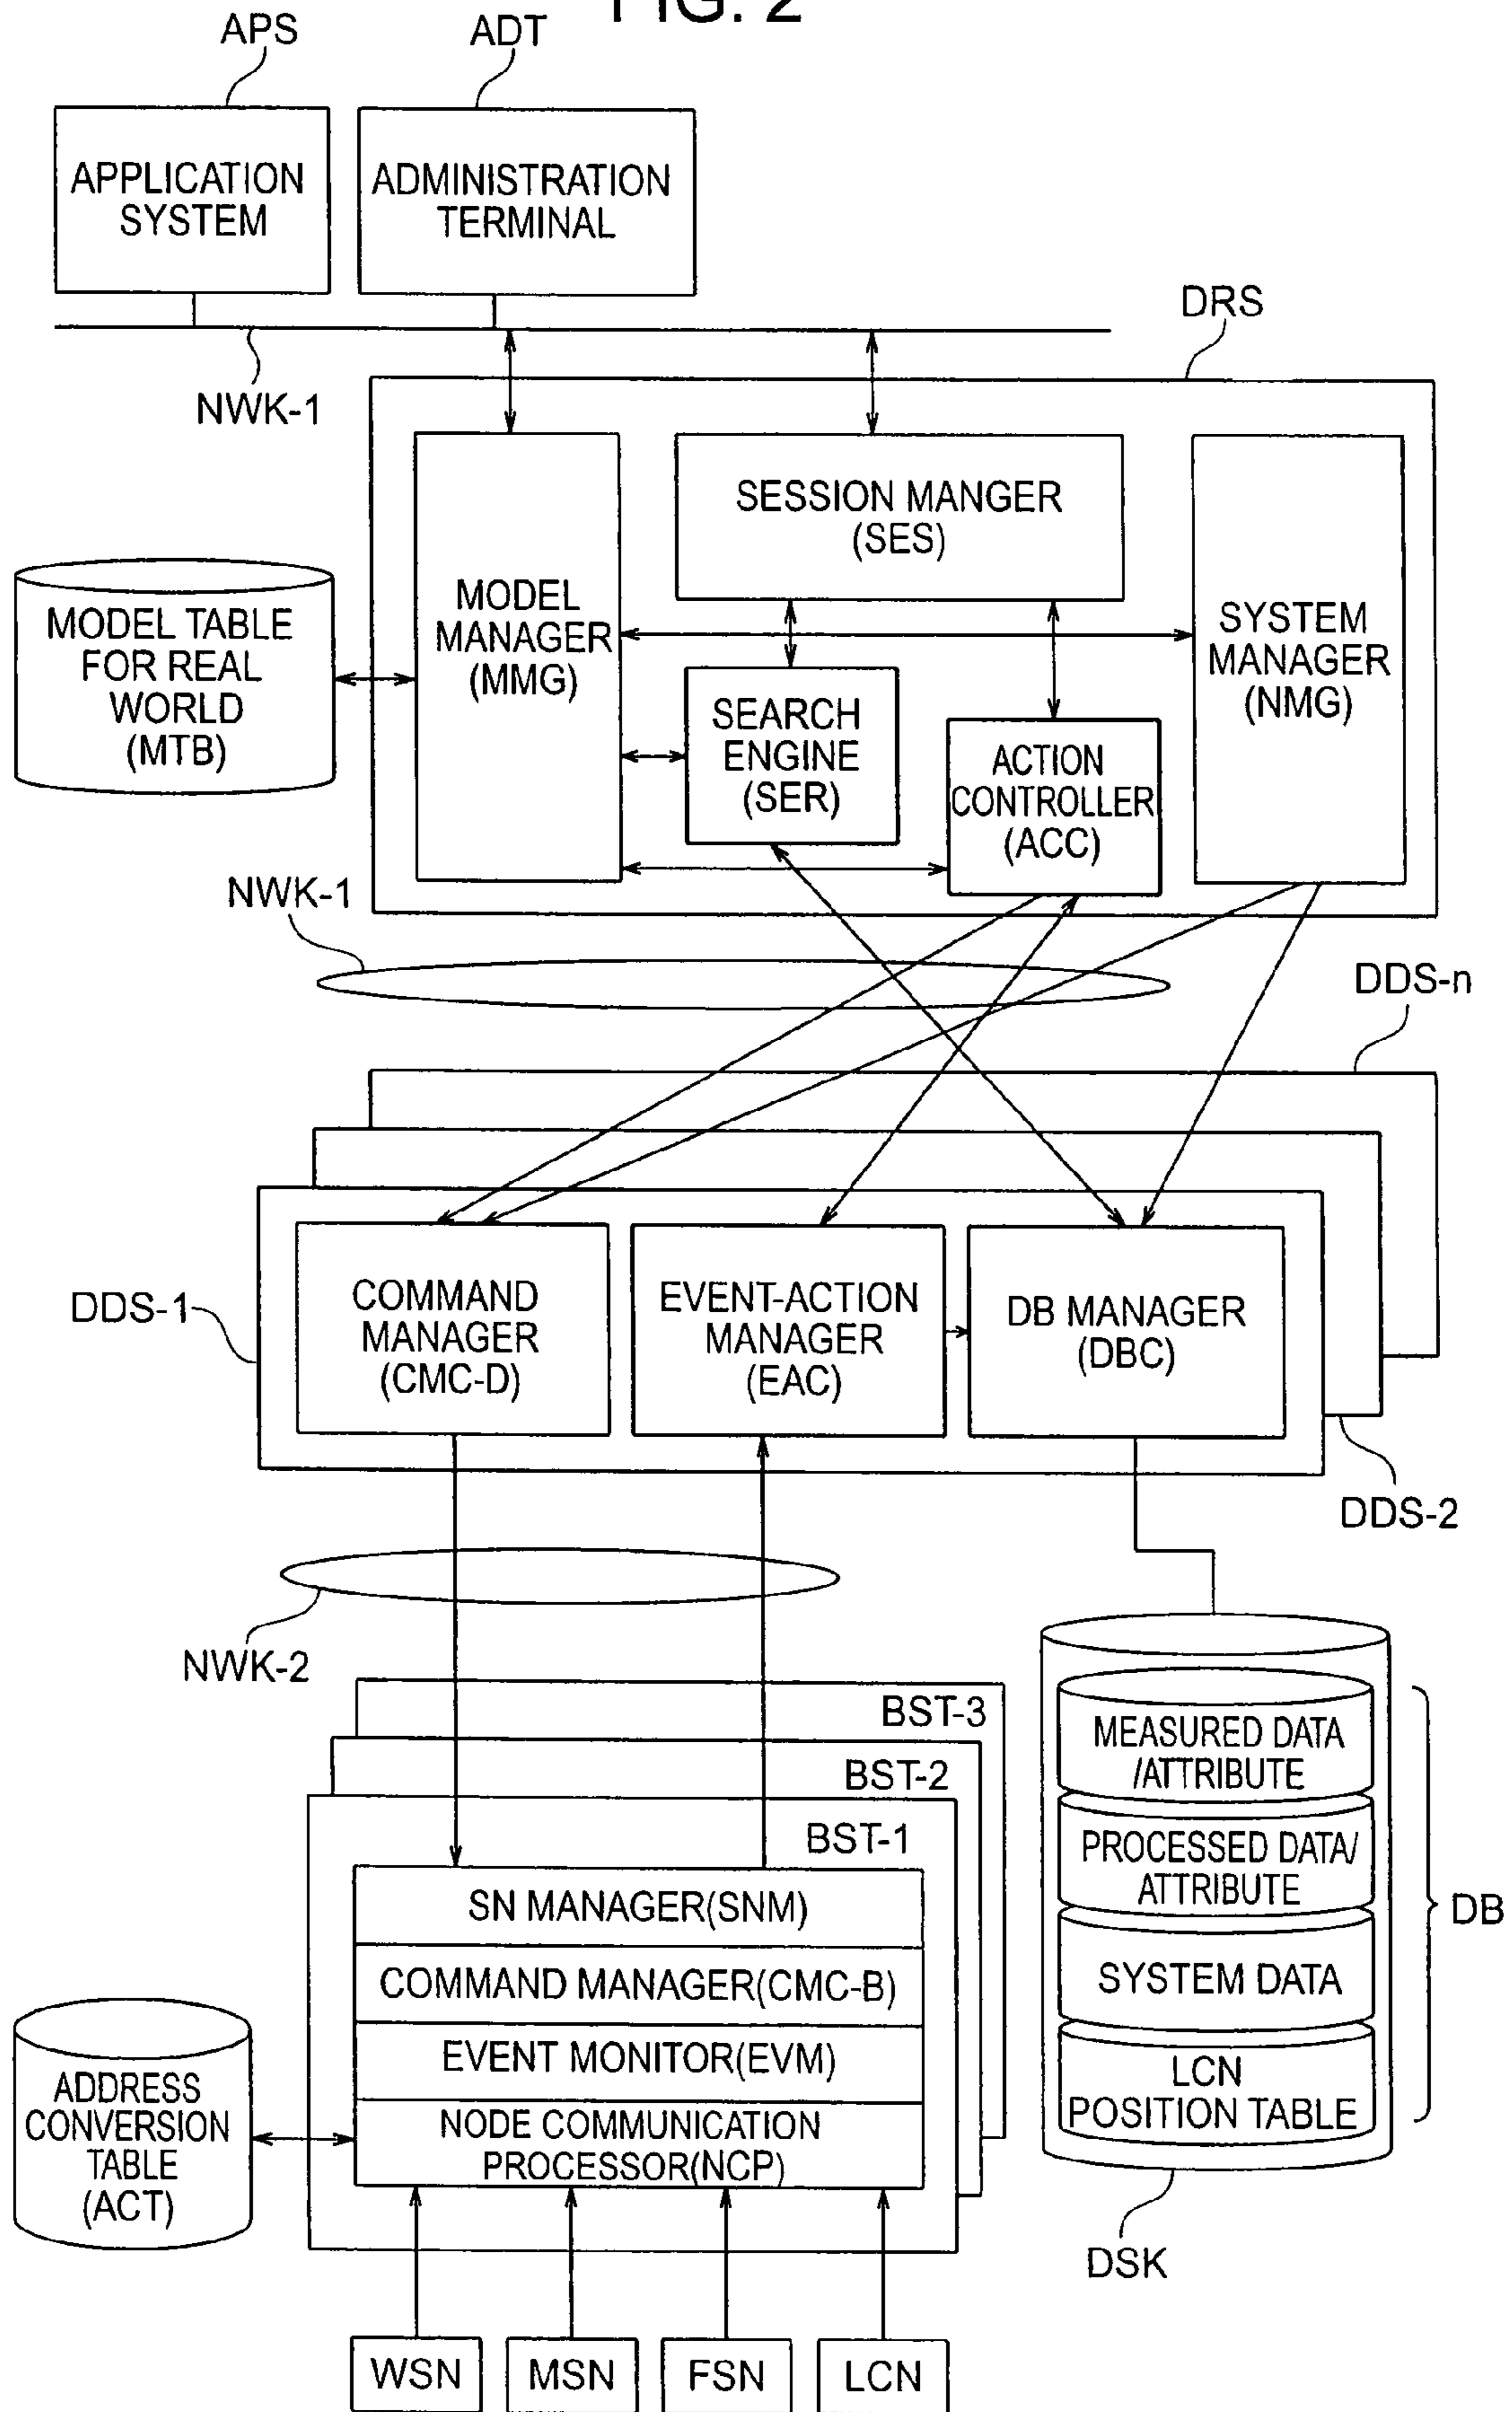 FIG. 2
APS
ADT
APPLICATION
SYSTEM
ADMINISTRATION
TERMINAL
DRS
NWK-1
SESSION MANGER
(SES)
MODEL
MANAGER
(MMG)
SYSTEM
MANAGER
(NMG)
MODEL TABLE
FOR REAL
WORLD
(MTB)
SEARCH
ENGINE
(SER)
ACTION
CONTROLLER
(ACC)
NWK-1
DDS-n
DDS-1
COMMAND
MANAGER
(CMC-D)
EVENT-ACTION
MANAGER
(EAC)
DB MANAGER
(DBC)
DDS-2
NWK-2
BST-3
BST-2
BST-1
SN MANAGER(SNM)
COMMAND MANAGER(CMC-B)
EVENT MONITOR(EVM)
NODE COMMUNICATION
PROCESSOR(NCP)
MEASURED DATA
/ATTRIBUTE
PROCESSED DATA/
ATTRIBUTE
SYSTEM DATA
LCN
POSITION TABLE
DB
ADDRESS
CONVERSION
TABLE
(ACT)
DSK
WSN
MSN
FSN
LCN